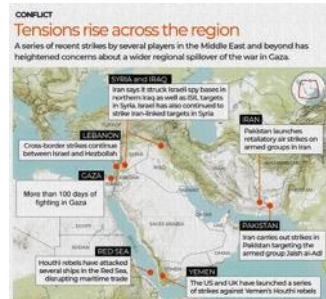 CONFLICT
Tensions rise across the region
A series of recent strikes by several players in the Middle East and beyond has
heightened concerns about a wider regional spillover of the war in Gaza.
SYRIA and IRAQ
Iran says it struck Israeli spy bases in
northern Iraq as well as ISIL targets
in Syria. Israel has also continued to
strike Iran-linked targets in Syria
LEBANON
Cross-border strikes continue
between Israel and Hezbollah
IRAN
Pakistan launches
retaliatory air strikes on
armed groups in Iran
GAZA
More than 100 days of
fighting in Gaza
SYRIA
IRAQ
SAUDI ARABIA
PAKISTAN
Iran carries out strikes in
Pakistan targeting the
armed group Jaish al-Adl
RED SEA
Houthi rebels have attacked
several ships in the Red Sea,
disrupting maritime trade
YEMEN
The US and UK have launched a
series of strikes against Yemen's Houthi rebels